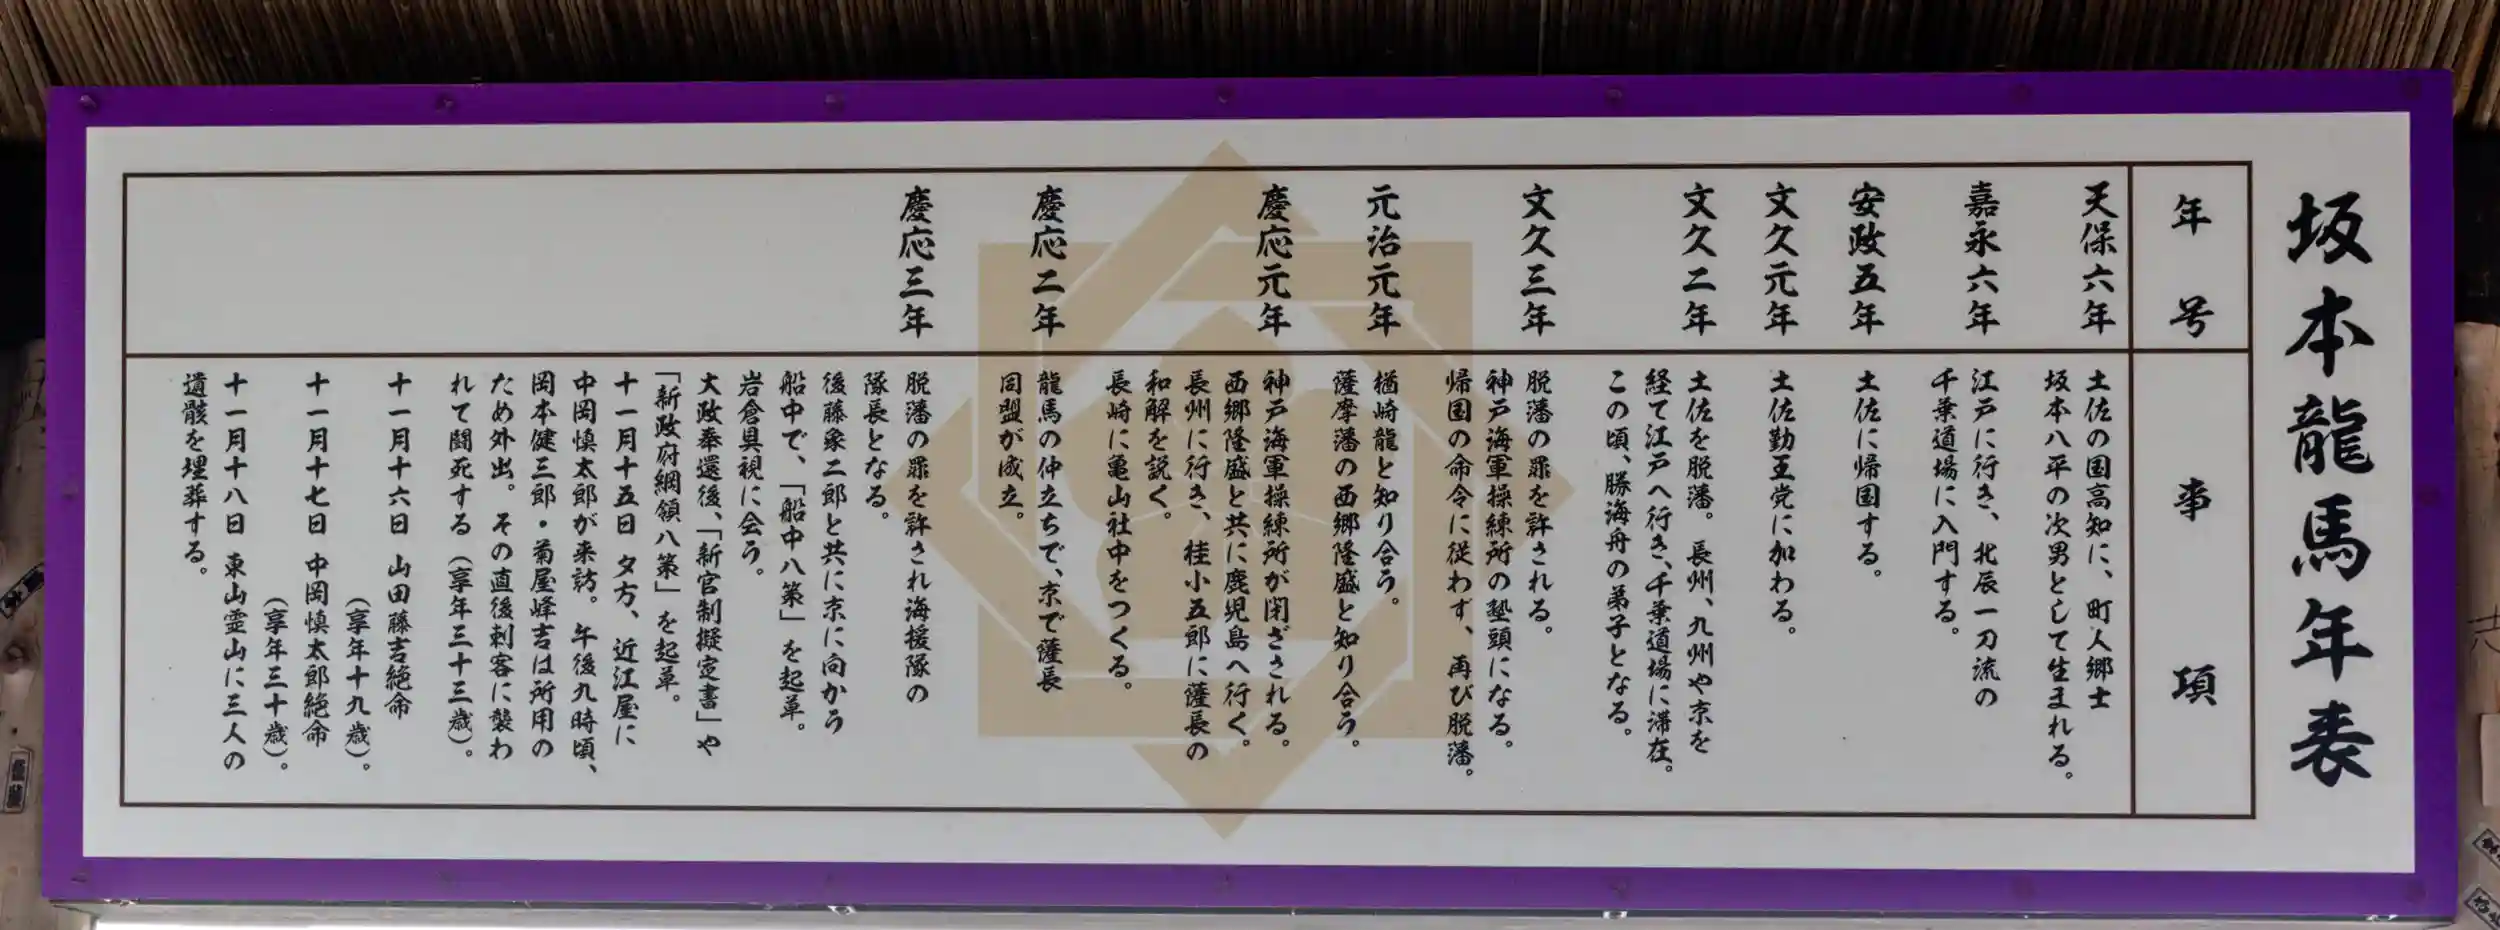 坂本龍馬年表
年号
事項
天保六年
土佐の国高知に、町人郷士
坂本八平の次男として生まれる。
嘉永六年
江戸に行き、北辰一刀流の
千葉道場に入門する。
安政五年
土佐に帰国する。
文久元年
土佐勤王党に加わる。
文久二年
土佐を脱藩。長州、九州や京を
経て江戸へ行き、千葉道場に滞在。
この頃、勝海舟の弟子となる。
文久三年
脱藩の罪を許される。
神戸海軍操練所の塾頭になる。
帰国の命令に従わず、再び脱藩。
元治元年
楢崎龍と知り合う。
薩摩藩の西郷隆盛と知り合う。
慶応元年
神戸海軍操練所が閉ざされる。
西郷隆盛と共に鹿児島へ行く。
長州に行き、桂小五郎に薩長の
和解を説く。
長崎に亀山社中をつくる。
慶応二年
龍馬の仲立ちで、京で薩長
同盟が成立。
慶応三年
脱藩の罪を許され海援隊の
隊長となる。
後藤象二郎と共に京に向かう
船中で、「船中八策」を起草。
岩倉具視に会う。
大政奉還後、「新官制擬定書」や
「新政府綱領八策」を起草。
十一月十五日 夕方、近江屋に
中岡慎太郎が来訪。午後九時頃、
岡本健三郎・菊屋峰吉は所用の
ため外出。その直後刺客に襲わ
れて闘死する(享年三十三歳)。
十一月十六日 山田藤吉絶命
(享年十九歳)。
十一月十七日 中岡慎太郎絶命
(享年三十歳)。
十一月十八日 東山霊山に三人の
遺骸を埋葬する。